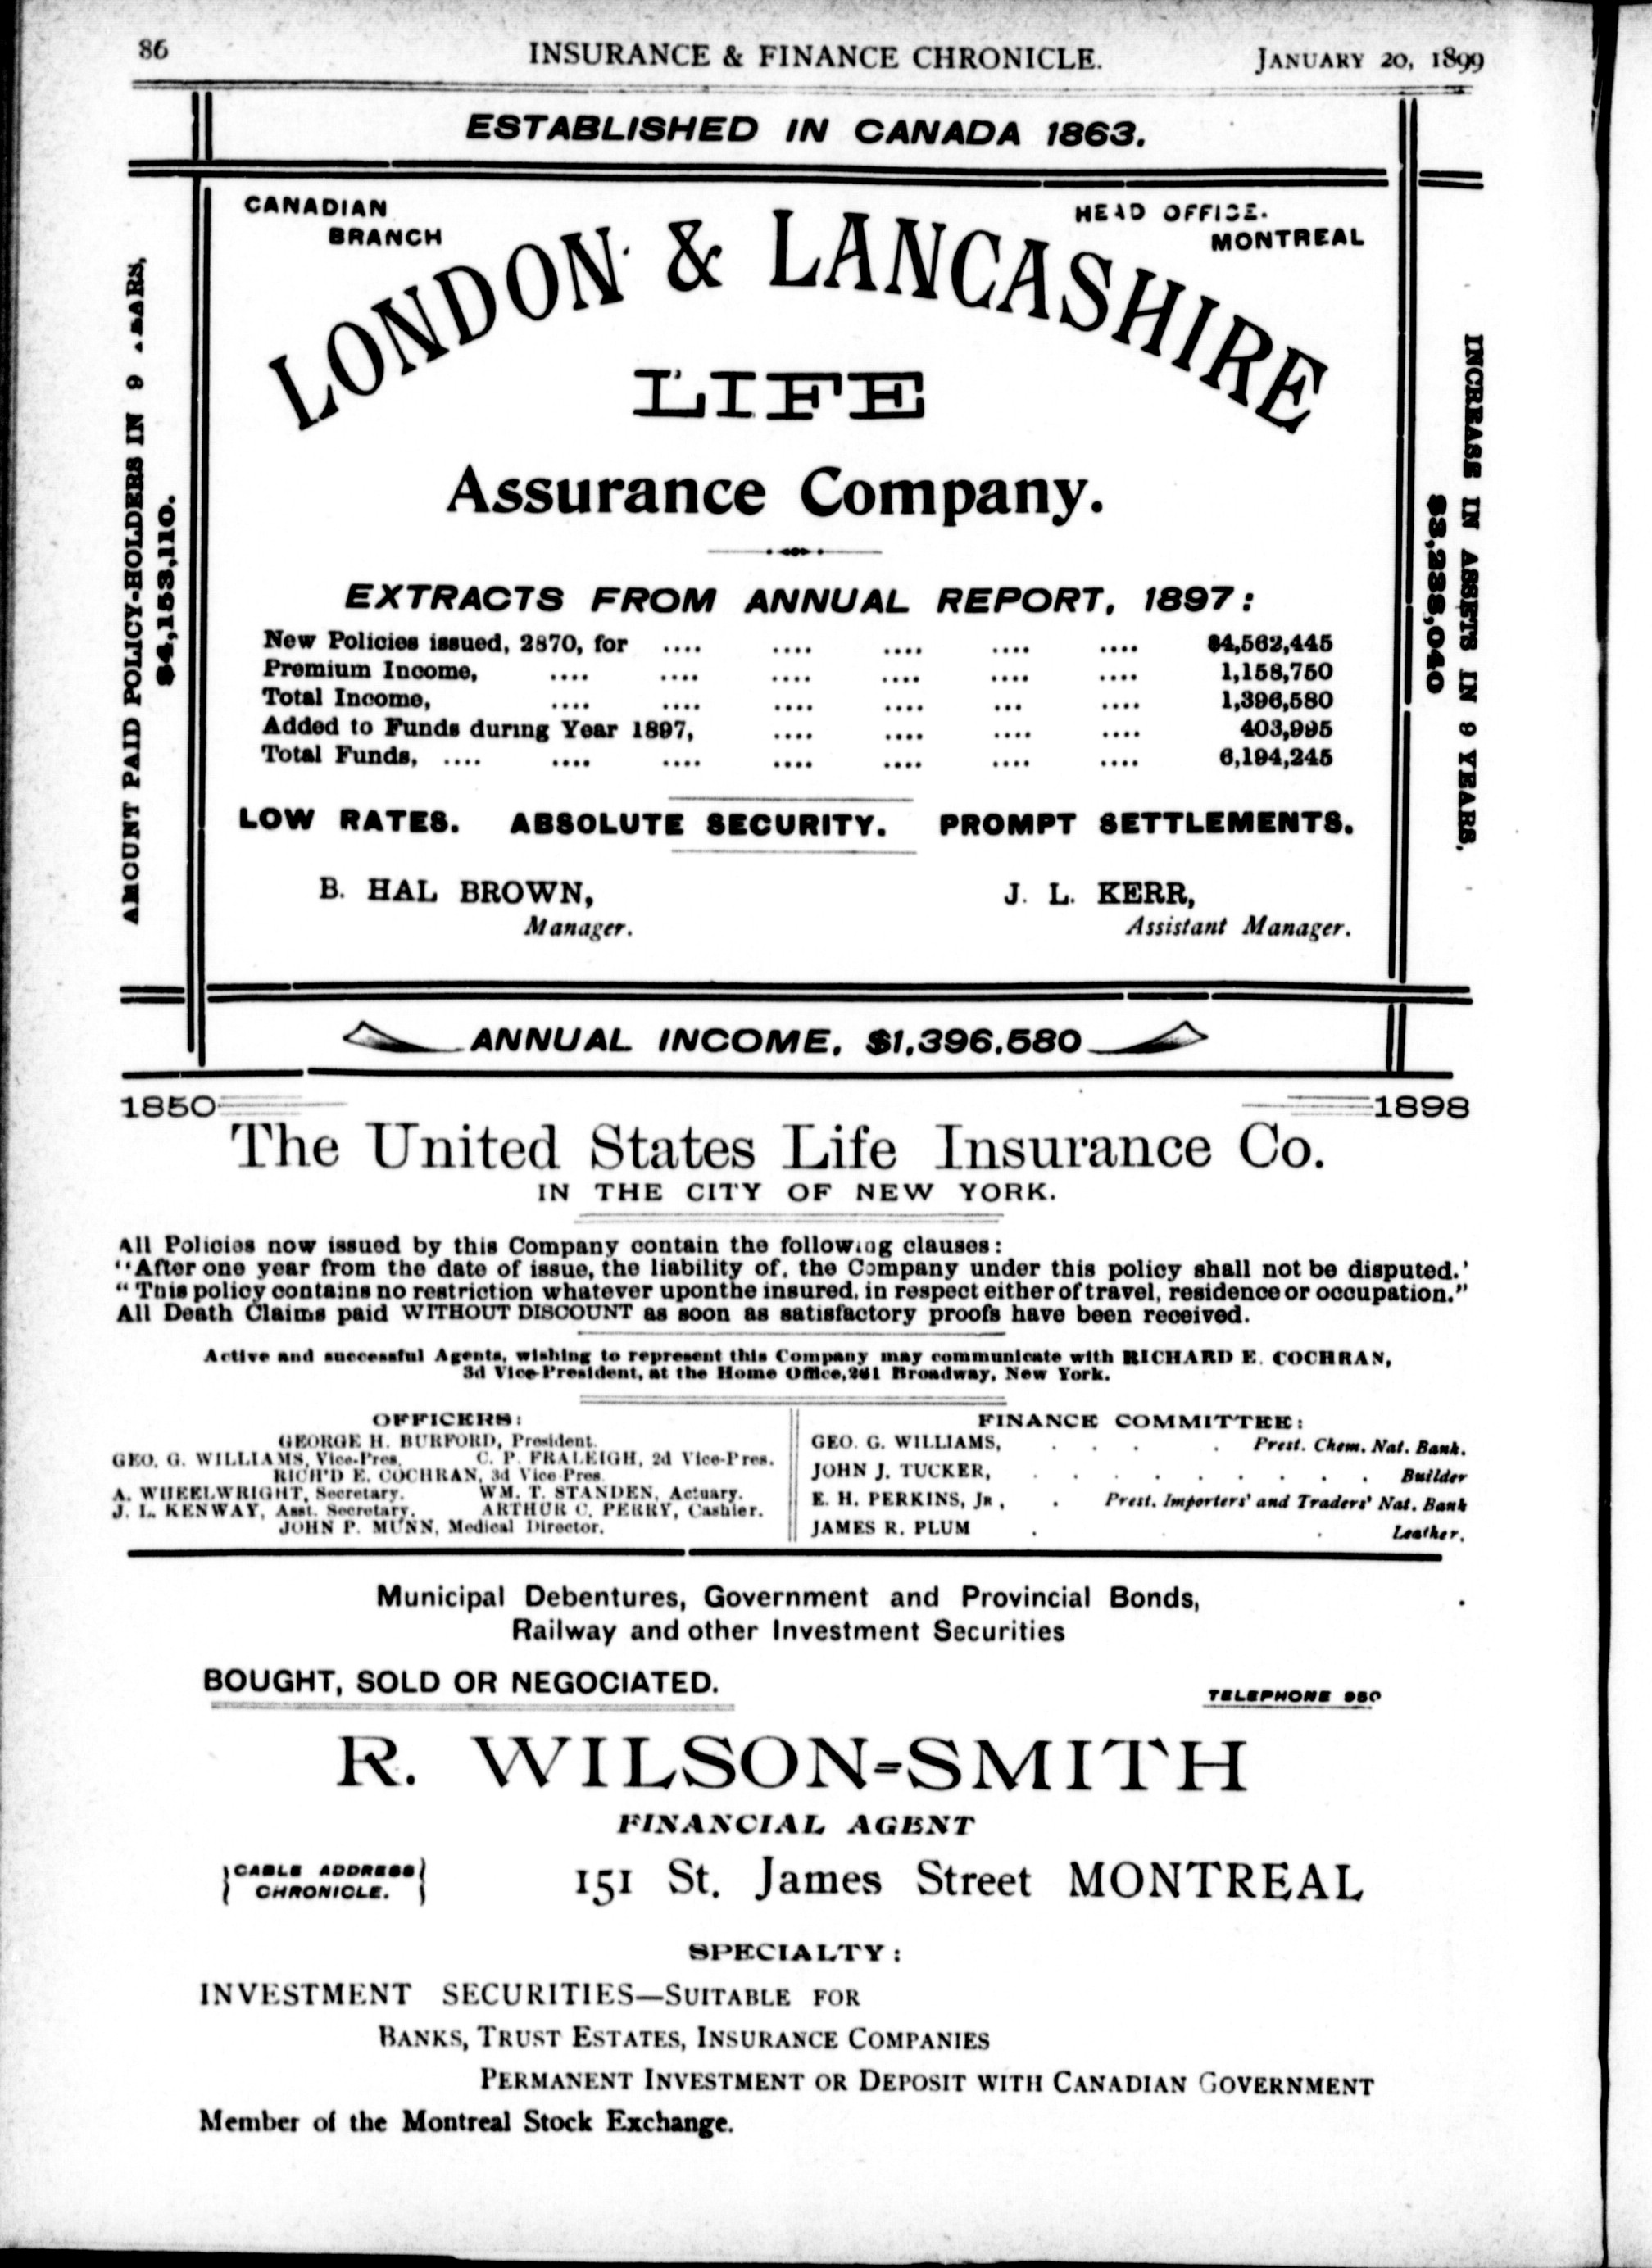 86 INSURANCE & FINANCE CHRONICLE. JANUARY 20, 1899
ESTABLISHED IN CANADA 1863.
CANADIAN
BRANCH
HEAD OFFICE.
MONTREAL
LONDON & LANCASHIRE
LIFE
Assurance Company.
AMOUNT PAID POLICY-HOLDERS IN 9 YEARS,
$4,153,110.
INCREASE IN ASSETS IN 9 YEARS,
$3,238,040
EXTRACTS FROM ANNUAL REPORT, 1897:
New Policies issued, 2870, for .... .... .... .... .... $4,562,445
Premium Income, .... .... .... .... .... .... 1,158,750
Total Income, .... .... .... .... ... .... 1,396,580
Added to Funds during Year 1897, .... .... .... .... 403,995
Total Funds, .... .... .... .... .... .... .... 6,194,245
LOW RATES. ABSOLUTE SECURITY. PROMPT SETTLEMENTS.
B. HAL BROWN,
Manager.
J. L. KERR,
Assistant Manager.
ANNUAL INCOME, $1,396,580
1850 1898
The United States Life Insurance Co.
IN THE CITY OF NEW YORK.
All Policies now issued by this Company contain the following clauses:
"After one year from the date of issue, the liability of. the Company under this policy shall not be disputed.'
"This policy contains no restriction whatever upon the insured, in respect either of travel, residence or occupation."
All Death Claims paid WITHOUT DISCOUNT as soon as satisfactory proofs have been received.
Active and successful Agents, wishing to represent this Company may communicate with RICHARD E. COCHRAN,
3d Vice-President, at the Home Office, 261 Broadway, New York.
OFFICERS:
GEORGE H. BURFORD, President.
GEO. G. WILLIAMS, Vice-Pres. C. P. FRALEIGH, 2d Vice-Pres.
RICH'D E. COCHRAN, 3d Vice Pres.
A. WHEELWRIGHT, Secretary. WM. T. STANDEN, Actuary.
J. L. KENWAY, Asst. Secretary. ARTHUR C. PERRY, Cashier.
JOHN P. MUNN, Medical Director.
FINANCE COMMITTEE:
GEO. G. WILLIAMS, . . . . Prest. Chem. Nat. Bank.
JOHN J. TUCKER, . . . . . . . . . Builder
E. H. PERKINS, JR., . Prest. Importers' and Traders' Nat. Bank
JAMES R. PLUM . . . Leather.
Municipal Debentures, Government and Provincial Bonds,
Railway and other Investment Securities
BOUGHT, SOLD OR NEGOCIATED.
TELEPHONE 950
R. WILSON-SMITH
FINANCIAL AGENT
CABLE ADDRESS
CHRONICLE.
151 St. James Street MONTREAL
SPECIALTY:
INVESTMENT SECURITIES—SUITABLE FOR
BANKS, TRUST ESTATES, INSURANCE COMPANIES
PERMANENT INVESTMENT OR DEPOSIT WITH CANADIAN GOVERNMENT
Member of the Montreal Stock Exchange.